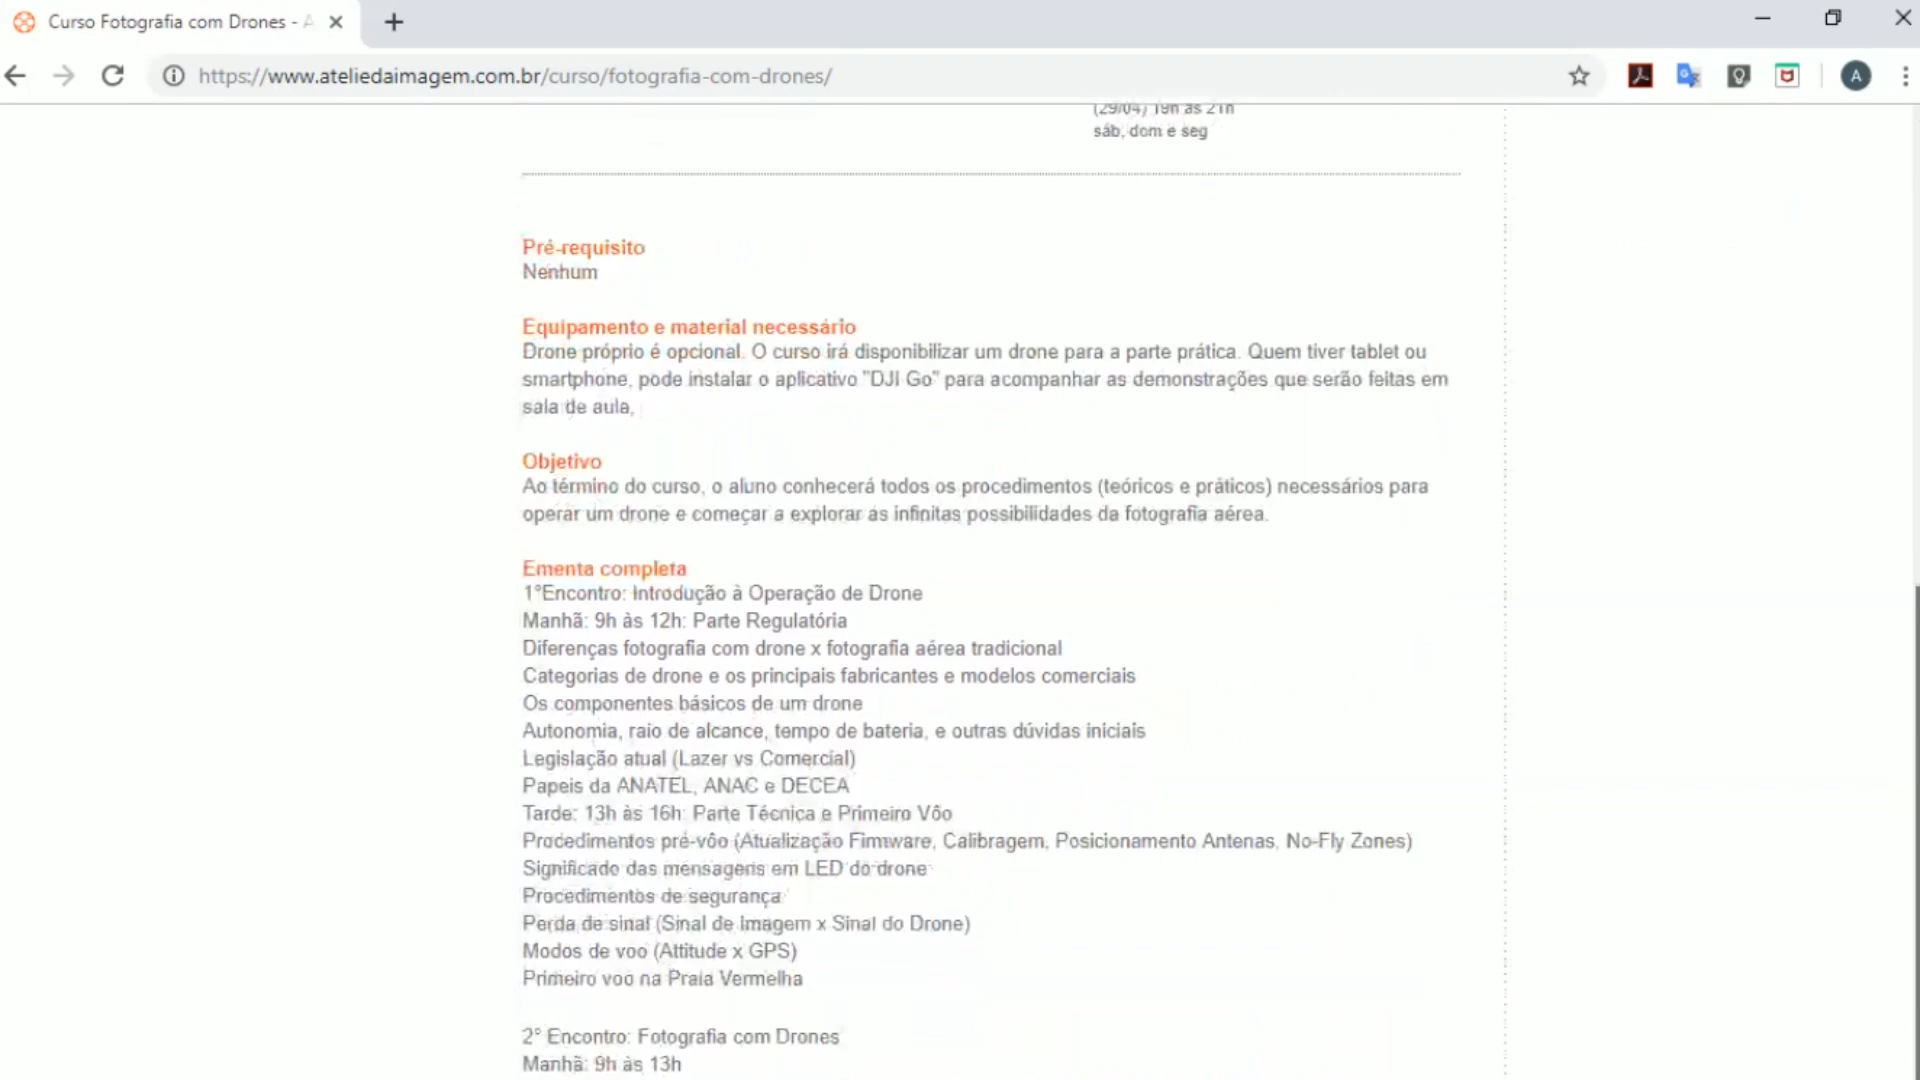 Curso Fotografia com Drones - A
https://www.ateliedaimagem.com.br/curso/fotografia-com-drones/
A
(29/04) 19h às 21h
sáb, dom e seg
Pré-requisito
Nenhum
Equipamento e material necessário
Drone próprio é opcional. O curso irá disponibilizar um drone para a parte prática. Quem tiver tablet ou
smartphone, pode instalar o aplicativo "DJI Go" para acompanhar as demonstrações que serão feitas em
sala de aula,
Objetivo
Ao término do curso, o aluno conhecerá todos os procedimentos (teóricos e práticos) necessários para
operar um drone e começar a explorar as infinitas possibilidades da fotografia aérea.
Ementa completa
1°Encontro: Introdução à Operação de Drone
Manhã: 9h às 12h: Parte Regulatória
Diferenças fotografia com drone x fotografia aérea tradicional
Categorias de drone e os principais fabricantes e modelos comerciais
Os componentes básicos de um drone
Autonomia, raio de alcance, tempo de bateria, e outras dúvidas iniciais
Legislação atual (Lazer vs Comercial)
Papeis da ANATEL, ANAC e DECEA
Tarde: 13h às 16h: Parte Técnica e Primeiro Vôo
Procedimentos pré-vôo (Atualização Firmware, Calibragem, Posicionamento Antenas, No-Fly Zones)
Significado das mensagens em LED do drone
Procedimentos de segurança
Perda de sinal (Sinal de Imagem x Sinal do Drone)
Modos de voo (Attitude x GPS)
Primeiro voo na Praia Vermelha
2° Encontro: Fotografia com Drones
Manhã: 9h às 13h